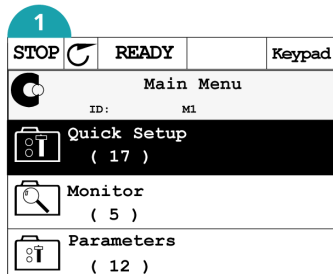 1
STOP READY Keypad
Main Menu
ID: M1
Quick Setup
( 17 )
Monitor
( 5 )
Parameters
( 12 )